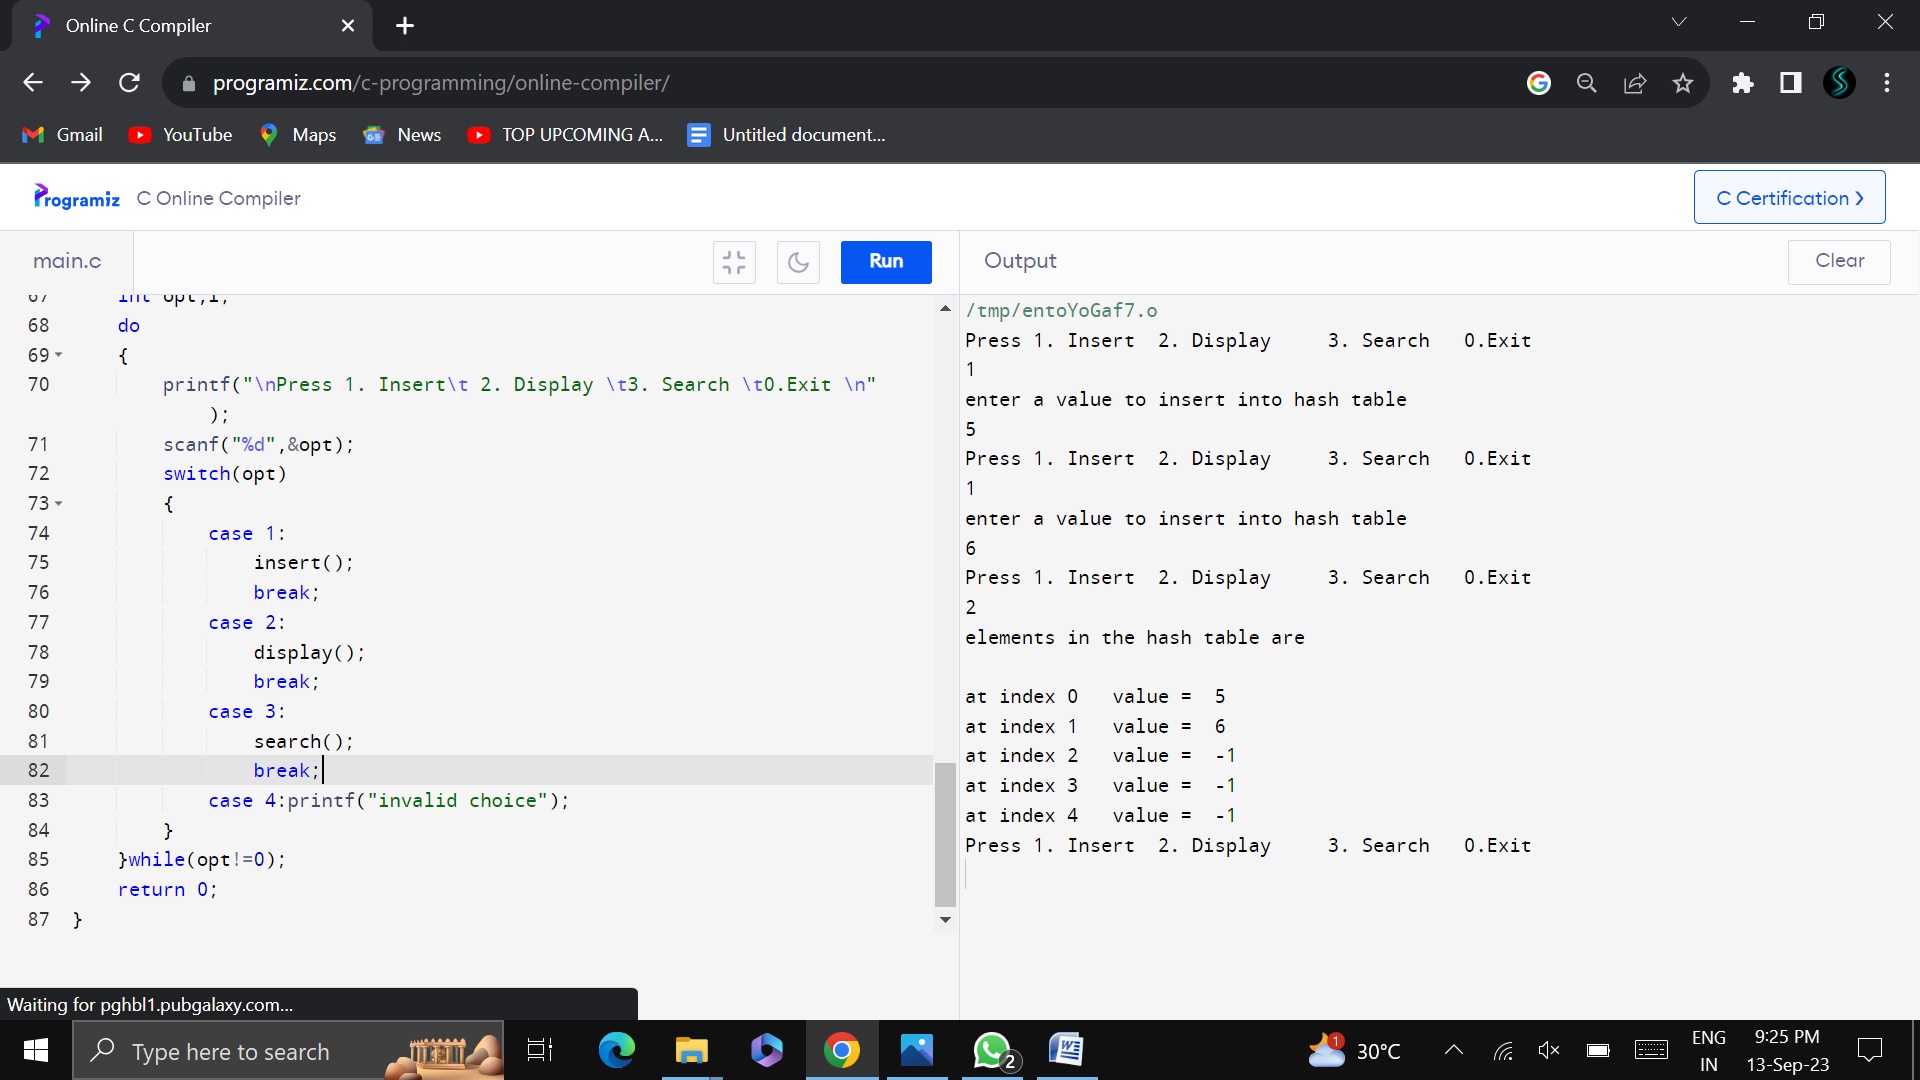 Online C Compiler
programiz.com/c-programming/online-compiler/
Gmail YouTube Maps News TOP UPCOMING A... Untitled document...
Programiz C Online Compiler C Certification
main.c Run Output Clear
67 int opt,i;
68 do
69 {
70 printf("\nPress 1. Insert\t 2. Display \t3. Search \t0.Exit \n"
);
71 scanf("%d",&opt);
72 switch(opt)
73 {
74 case 1:
75 insert();
76 break;
77 case 2:
78 display();
79 break;
80 case 3:
81 search();
82 break;
83 case 4:printf("invalid choice");
84 }
85 }while(opt!=0);
86 return 0;
87 }
/tmp/entoYoGaf7.o
Press 1. Insert 2. Display 3. Search 0.Exit
1
enter a value to insert into hash table
5
Press 1. Insert 2. Display 3. Search 0.Exit
1
enter a value to insert into hash table
6
Press 1. Insert 2. Display 3. Search 0.Exit
2
elements in the hash table are
at index 0 value = 5
at index 1 value = 6
at index 2 value = -1
at index 3 value = -1
at index 4 value = -1
Press 1. Insert 2. Display 3. Search 0.Exit
Waiting for pghbl1.pubgalaxy.com...
Type here to search
2
1
30°C
ENG
IN
9:25 PM
13-Sep-23